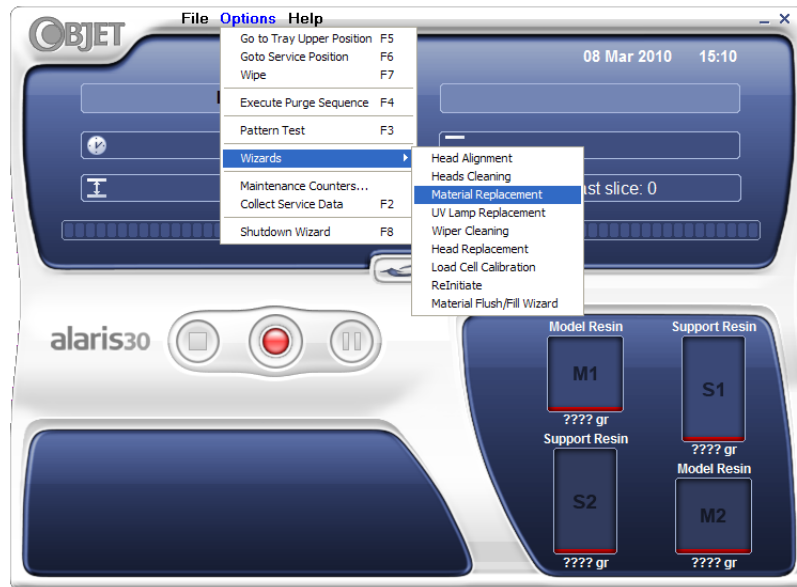 OBJET
File Options Help
08 Mar 2010 15:10
Go to Tray Upper Position F5
Goto Service Position F6
Wipe F7
Execute Purge Sequence F4
Pattern Test F3
Wizards
Maintenance Counters...
Collect Service Data F2
Shutdown Wizard F8
Head Alignment
Heads Cleaning
Material Replacement
UV Lamp Replacement
Wiper Cleaning
Head Replacement
Load Cell Calibration
ReInitiate
Material Flush/Fill Wizard
slice: 0
alaris30
Model Resin Support Resin
M1
S1
???? gr
???? gr
Support Resin
Model Resin
S2
M2
???? gr
???? gr